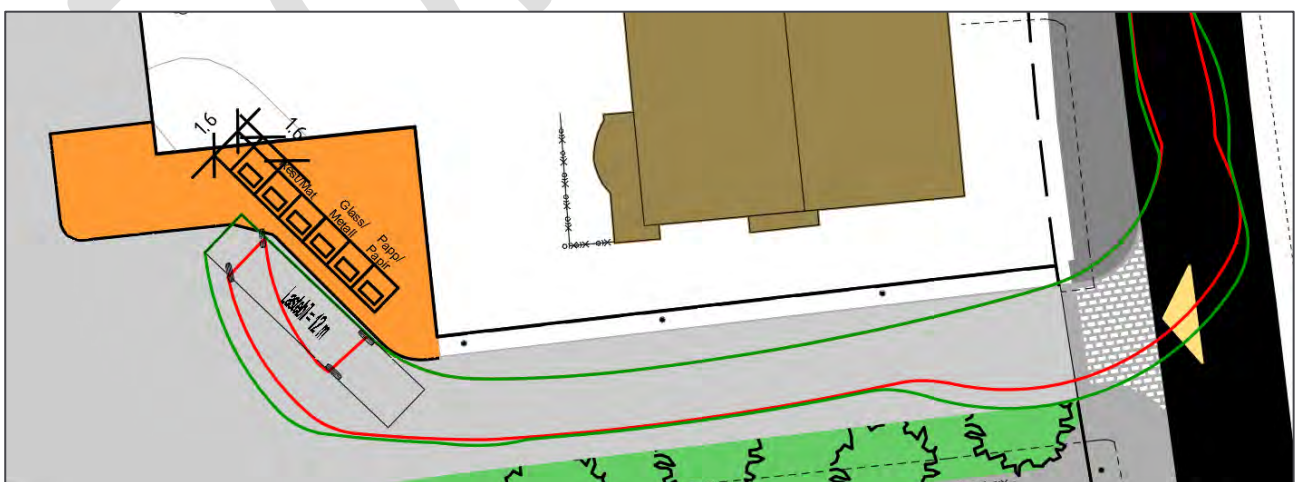 1.6
1.6
Rest/Mat
Glass/
Metall
Papp/
Papir
Lastebil = 12 m